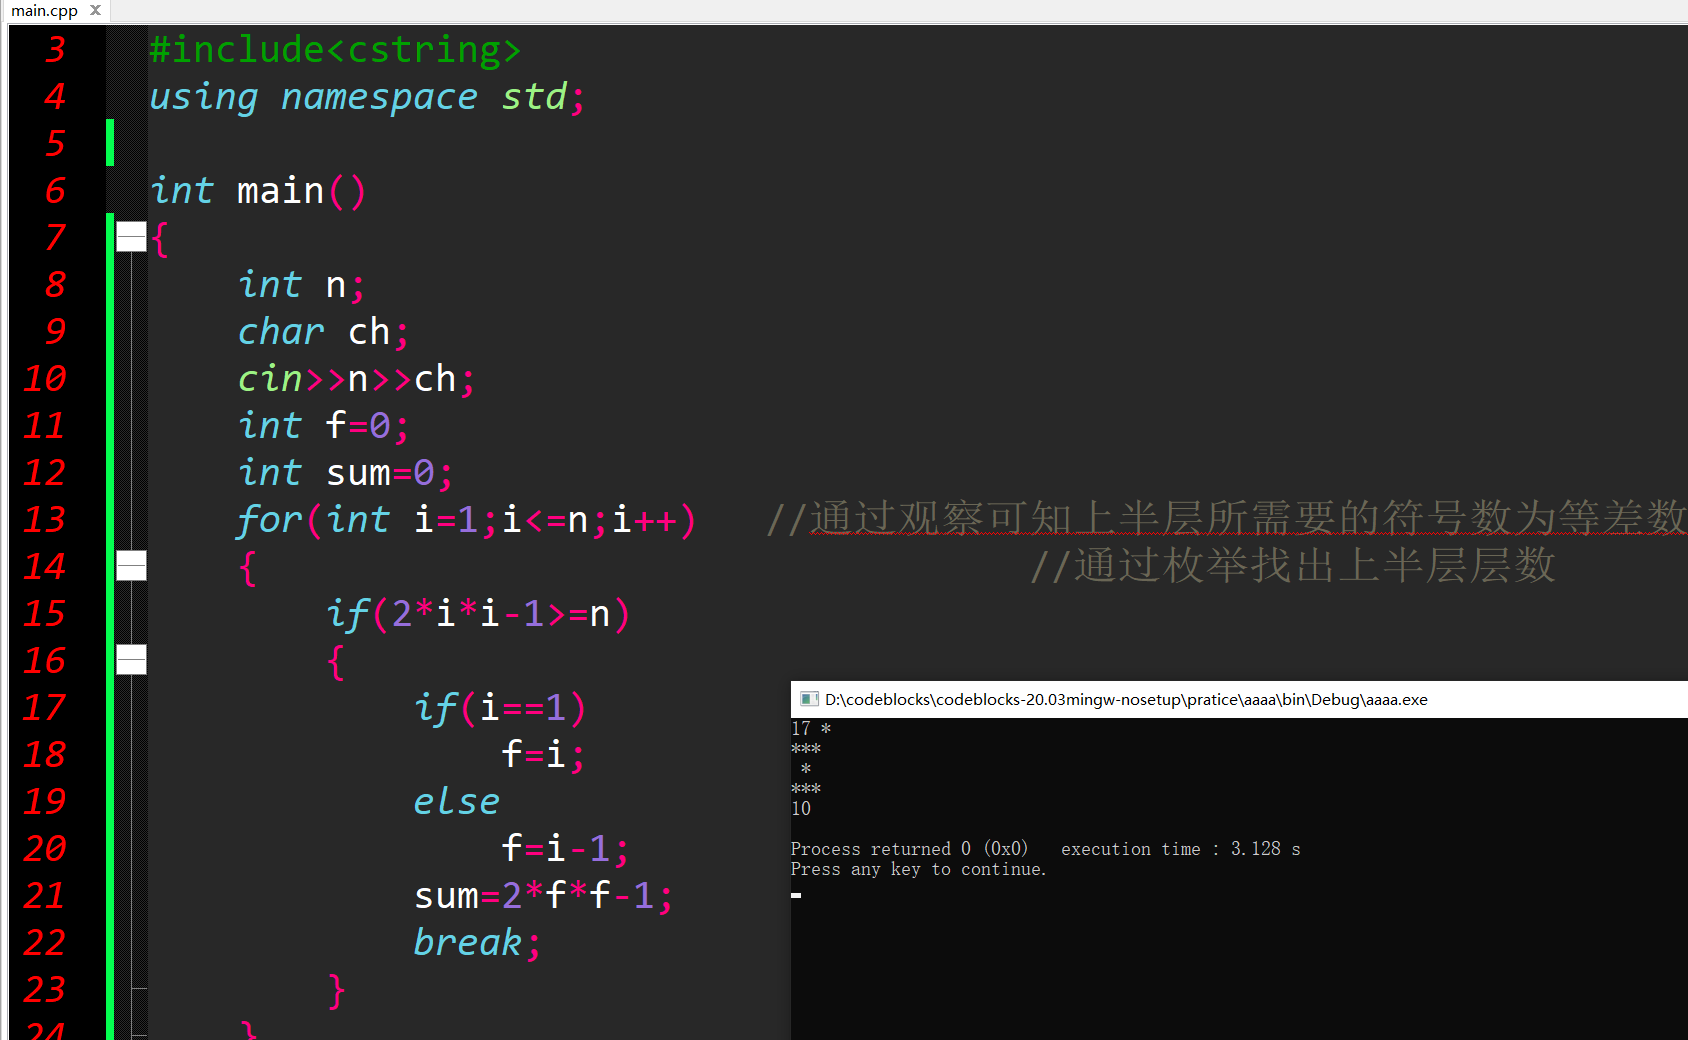 main.cpp
3 #include<cstring>
4 using namespace std;
5
6 int main()
7 {
8 int n;
9 char ch;
10 cin>>n>>ch;
11 int f=0;
12 int sum=0;
13 for(int i=1;i<=n;i++) //通过观察可知上半层所需要的符号数为等差数
14 { //通过枚举找出上半层层数
15 if(2*i*i-1>=n)
16 {
17 if(i==1)
18 f=i;
19 else
20 f=i-1;
21 sum=2*f*f-1;
22 break;
23 }
24 }
D:\codeblocks\codeblocks-20.03mingw-nosetup\pratice\aaaa\bin\Debug\aaaa.exe
17 *
***
 *
***
10
Process returned 0 (0x0) execution time : 3.128 s
Press any key to continue.